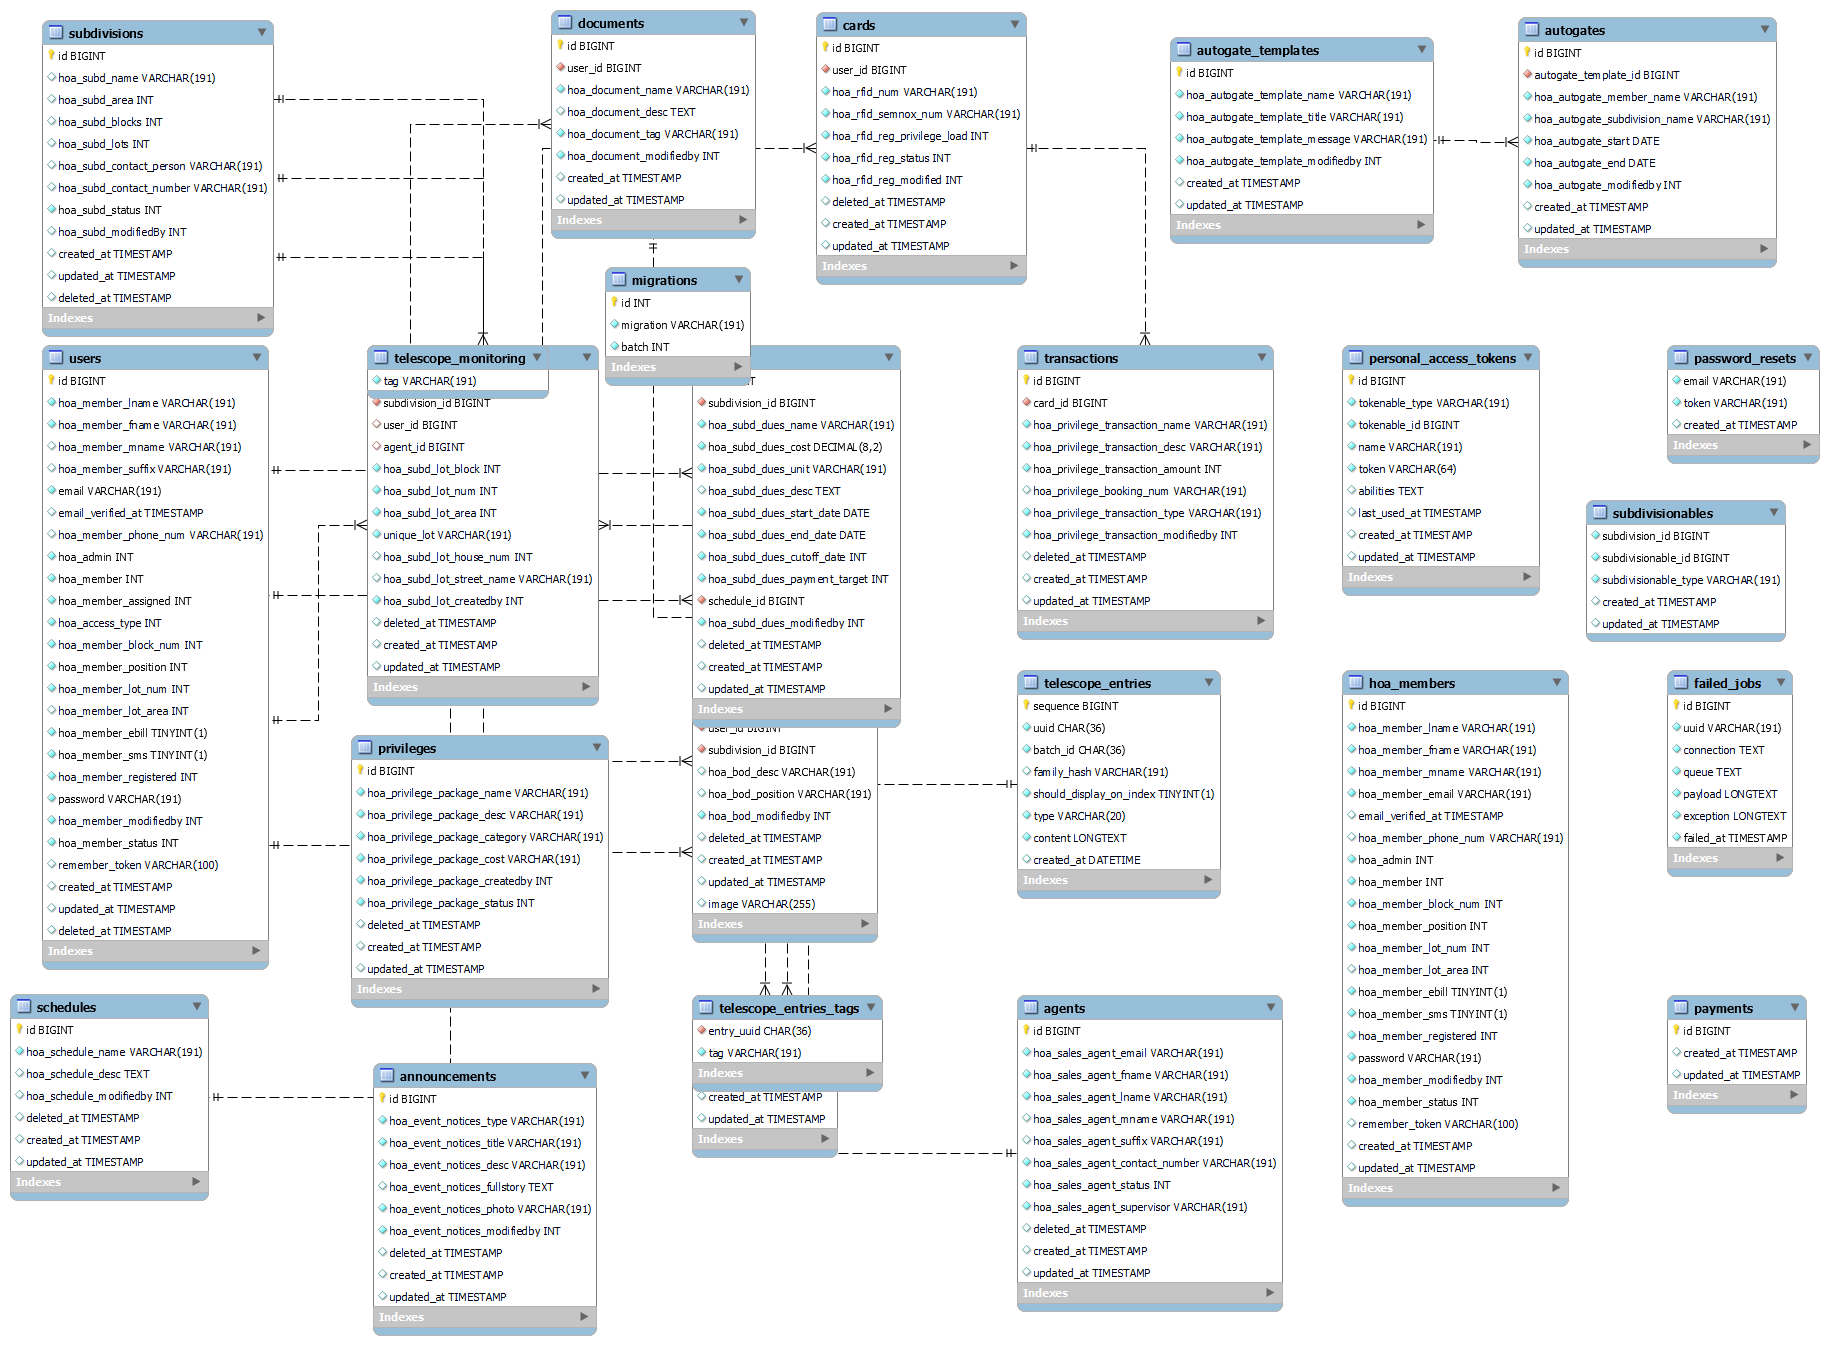 subdivisions
id BIGINT
hoa_subd_name VARCHAR(191)
hoa_subd_area INT
hoa_subd_blocks INT
hoa_subd_lots INT
hoa_subd_contact_person VARCHAR(191)
hoa_subd_contact_number VARCHAR(191)
hoa_subd_status INT
hoa_subd_modifiedBy INT
created_at TIMESTAMP
updated_at TIMESTAMP
deleted_at TIMESTAMP
Indexes
documents
id BIGINT
user_id BIGINT
hoa_document_name VARCHAR(191)
hoa_document_desc TEXT
hoa_document_tag VARCHAR(191)
hoa_document_modifiedby INT
created_at TIMESTAMP
updated_at TIMESTAMP
Indexes
cards
id BIGINT
user_id BIGINT
hoa_rfid_num VARCHAR(191)
hoa_rfid_semnox_num VARCHAR(191)
hoa_rfid_reg_privilege_load INT
hoa_rfid_reg_status INT
hoa_rfid_reg_modified INT
deleted_at TIMESTAMP
created_at TIMESTAMP
updated_at TIMESTAMP
Indexes
autogate_templates
id BIGINT
hoa_autogate_template_name VARCHAR(191)
hoa_autogate_template_title VARCHAR(191)
hoa_autogate_template_message VARCHAR(191)
hoa_autogate_template_modifiedby INT
created_at TIMESTAMP
updated_at TIMESTAMP
Indexes
autogates
id BIGINT
autogate_template_id BIGINT
hoa_autogate_member_name VARCHAR(191)
hoa_autogate_subdivision_name VARCHAR(191)
hoa_autogate_start DATE
hoa_autogate_end DATE
hoa_autogate_modifiedby INT
created_at TIMESTAMP
updated_at TIMESTAMP
Indexes
migrations
id INT
migration VARCHAR(191)
batch INT
Indexes
users
id BIGINT
hoa_member_lname VARCHAR(191)
hoa_member_fname VARCHAR(191)
hoa_member_mname VARCHAR(191)
hoa_member_suffix VARCHAR(191)
email VARCHAR(191)
email_verified_at TIMESTAMP
hoa_member_phone_num VARCHAR(191)
hoa_admin INT
hoa_member INT
hoa_member_assigned INT
hoa_access_type INT
hoa_member_block_num INT
hoa_member_position INT
hoa_member_lot_num INT
hoa_member_lot_area INT
hoa_member_ebill TINYINT(1)
hoa_member_sms TINYINT(1)
hoa_member_registered INT
password VARCHAR(191)
hoa_member_modifiedby INT
hoa_member_status INT
remember_token VARCHAR(100)
created_at TIMESTAMP
updated_at TIMESTAMP
deleted_at TIMESTAMP
Indexes
telescope_monitoring
tag VARCHAR(191)
subdivision_id BIGINT
user_id BIGINT
agent_id BIGINT
hoa_subd_lot_block INT
hoa_subd_lot_num INT
hoa_subd_lot_area INT
unique_lot VARCHAR(191)
hoa_subd_lot_house_num INT
hoa_subd_lot_street_name VARCHAR(191)
hoa_subd_lot_createdby INT
deleted_at TIMESTAMP
created_at TIMESTAMP
updated_at TIMESTAMP
Indexes
subdivision_id BIGINT
hoa_subd_dues_name VARCHAR(191)
hoa_subd_dues_cost DECIMAL(8,2)
hoa_subd_dues_unit VARCHAR(191)
hoa_subd_dues_desc TEXT
hoa_subd_dues_start_date DATE
hoa_subd_dues_end_date DATE
hoa_subd_dues_cutoff_date INT
hoa_subd_dues_payment_target INT
schedule_id BIGINT
hoa_subd_dues_modifiedby INT
deleted_at TIMESTAMP
created_at TIMESTAMP
updated_at TIMESTAMP
Indexes
transactions
id BIGINT
card_id BIGINT
hoa_privilege_transaction_name VARCHAR(191)
hoa_privilege_transaction_desc VARCHAR(191)
hoa_privilege_transaction_amount INT
hoa_privilege_booking_num VARCHAR(191)
hoa_privilege_transaction_type VARCHAR(191)
hoa_privilege_transaction_modifiedby INT
deleted_at TIMESTAMP
created_at TIMESTAMP
updated_at TIMESTAMP
Indexes
personal_access_tokens
id BIGINT
tokenable_type VARCHAR(191)
tokenable_id BIGINT
name VARCHAR(191)
token VARCHAR(64)
abilities TEXT
last_used_at TIMESTAMP
created_at TIMESTAMP
updated_at TIMESTAMP
Indexes
password_resets
email VARCHAR(191)
token VARCHAR(191)
created_at TIMESTAMP
Indexes
subdivisionables
subdivision_id BIGINT
subdivisionable_id BIGINT
subdivisionable_type VARCHAR(191)
created_at TIMESTAMP
updated_at TIMESTAMP
privileges
id BIGINT
hoa_privilege_package_name VARCHAR(191)
hoa_privilege_package_desc VARCHAR(191)
hoa_privilege_package_category VARCHAR(191)
hoa_privilege_package_cost VARCHAR(191)
hoa_privilege_package_createdby INT
hoa_privilege_package_status INT
deleted_at TIMESTAMP
created_at TIMESTAMP
updated_at TIMESTAMP
Indexes
user_id BIGINT
subdivision_id BIGINT
hoa_bod_desc VARCHAR(191)
hoa_bod_position VARCHAR(191)
hoa_bod_modifiedby INT
deleted_at TIMESTAMP
created_at TIMESTAMP
updated_at TIMESTAMP
image VARCHAR(255)
Indexes
telescope_entries
sequence BIGINT
uuid CHAR(36)
batch_id CHAR(36)
family_hash VARCHAR(191)
should_display_on_index TINYINT(1)
type VARCHAR(20)
content LONGTEXT
created_at DATETIME
Indexes
hoa_members
id BIGINT
hoa_member_lname VARCHAR(191)
hoa_member_fname VARCHAR(191)
hoa_member_mname VARCHAR(191)
hoa_member_email VARCHAR(191)
email_verified_at TIMESTAMP
hoa_member_phone_num VARCHAR(191)
hoa_admin INT
hoa_member INT
hoa_member_block_num INT
hoa_member_position INT
hoa_member_lot_num INT
hoa_member_lot_area INT
hoa_member_ebill TINYINT(1)
hoa_member_sms TINYINT(1)
hoa_member_registered INT
password VARCHAR(191)
hoa_member_modifiedby INT
hoa_member_status INT
remember_token VARCHAR(100)
created_at TIMESTAMP
updated_at TIMESTAMP
Indexes
failed_jobs
id BIGINT
uuid VARCHAR(191)
connection TEXT
queue TEXT
payload LONGTEXT
exception LONGTEXT
failed_at TIMESTAMP
Indexes
schedules
id BIGINT
hoa_schedule_name VARCHAR(191)
hoa_schedule_desc TEXT
hoa_schedule_modifiedby INT
deleted_at TIMESTAMP
created_at TIMESTAMP
updated_at TIMESTAMP
Indexes
announcements
id BIGINT
hoa_event_notices_type VARCHAR(191)
hoa_event_notices_title VARCHAR(191)
hoa_event_notices_desc VARCHAR(191)
hoa_event_notices_fullstory TEXT
hoa_event_notices_photo VARCHAR(191)
hoa_event_notices_modifiedby INT
deleted_at TIMESTAMP
created_at TIMESTAMP
updated_at TIMESTAMP
Indexes
telescope_entries_tags
entry_uuid CHAR(36)
tag VARCHAR(191)
Indexes
created_at TIMESTAMP
updated_at TIMESTAMP
Indexes
agents
id BIGINT
hoa_sales_agent_email VARCHAR(191)
hoa_sales_agent_fname VARCHAR(191)
hoa_sales_agent_lname VARCHAR(191)
hoa_sales_agent_mname VARCHAR(191)
hoa_sales_agent_suffix VARCHAR(191)
hoa_sales_agent_contact_number VARCHAR(191)
hoa_sales_agent_status INT
hoa_sales_agent_supervisor VARCHAR(191)
deleted_at TIMESTAMP
created_at TIMESTAMP
updated_at TIMESTAMP
Indexes
payments
id BIGINT
created_at TIMESTAMP
updated_at TIMESTAMP
Indexes